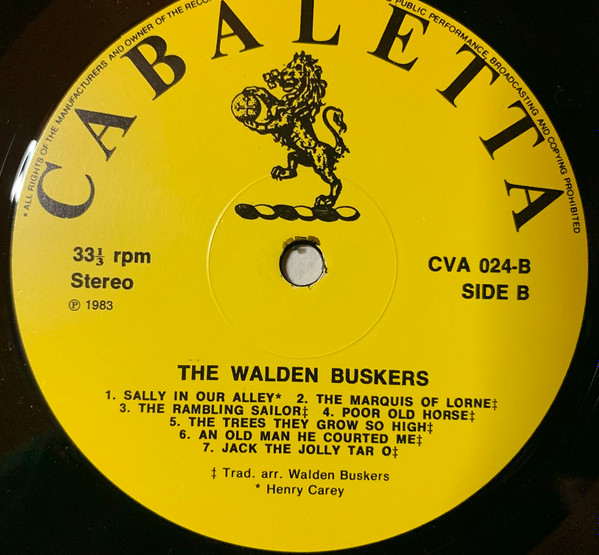 * ALL RIGHTS OF THE MANUFACTURERS AND OWNER OF THE RECOR
PUBLIC PERFORMANCE, BROADCASTING AND COPYING PROHIBITED
CABALETTA
33⅓ rpm
Stereo
℗ 1983
CVA 024-B
SIDE B
THE WALDEN BUSKERS
1. SALLY IN OUR ALLEY* 2. THE MARQUIS OF LORNE‡
3. THE RAMBLING SAILOR‡ 4. POOR OLD HORSE‡
5. THE TREES THEY GROW SO HIGH‡
6. AN OLD MAN HE COURTED ME‡
7. JACK THE JOLLY TAR O‡
‡ Trad. arr. Walden Buskers
* Henry Carey